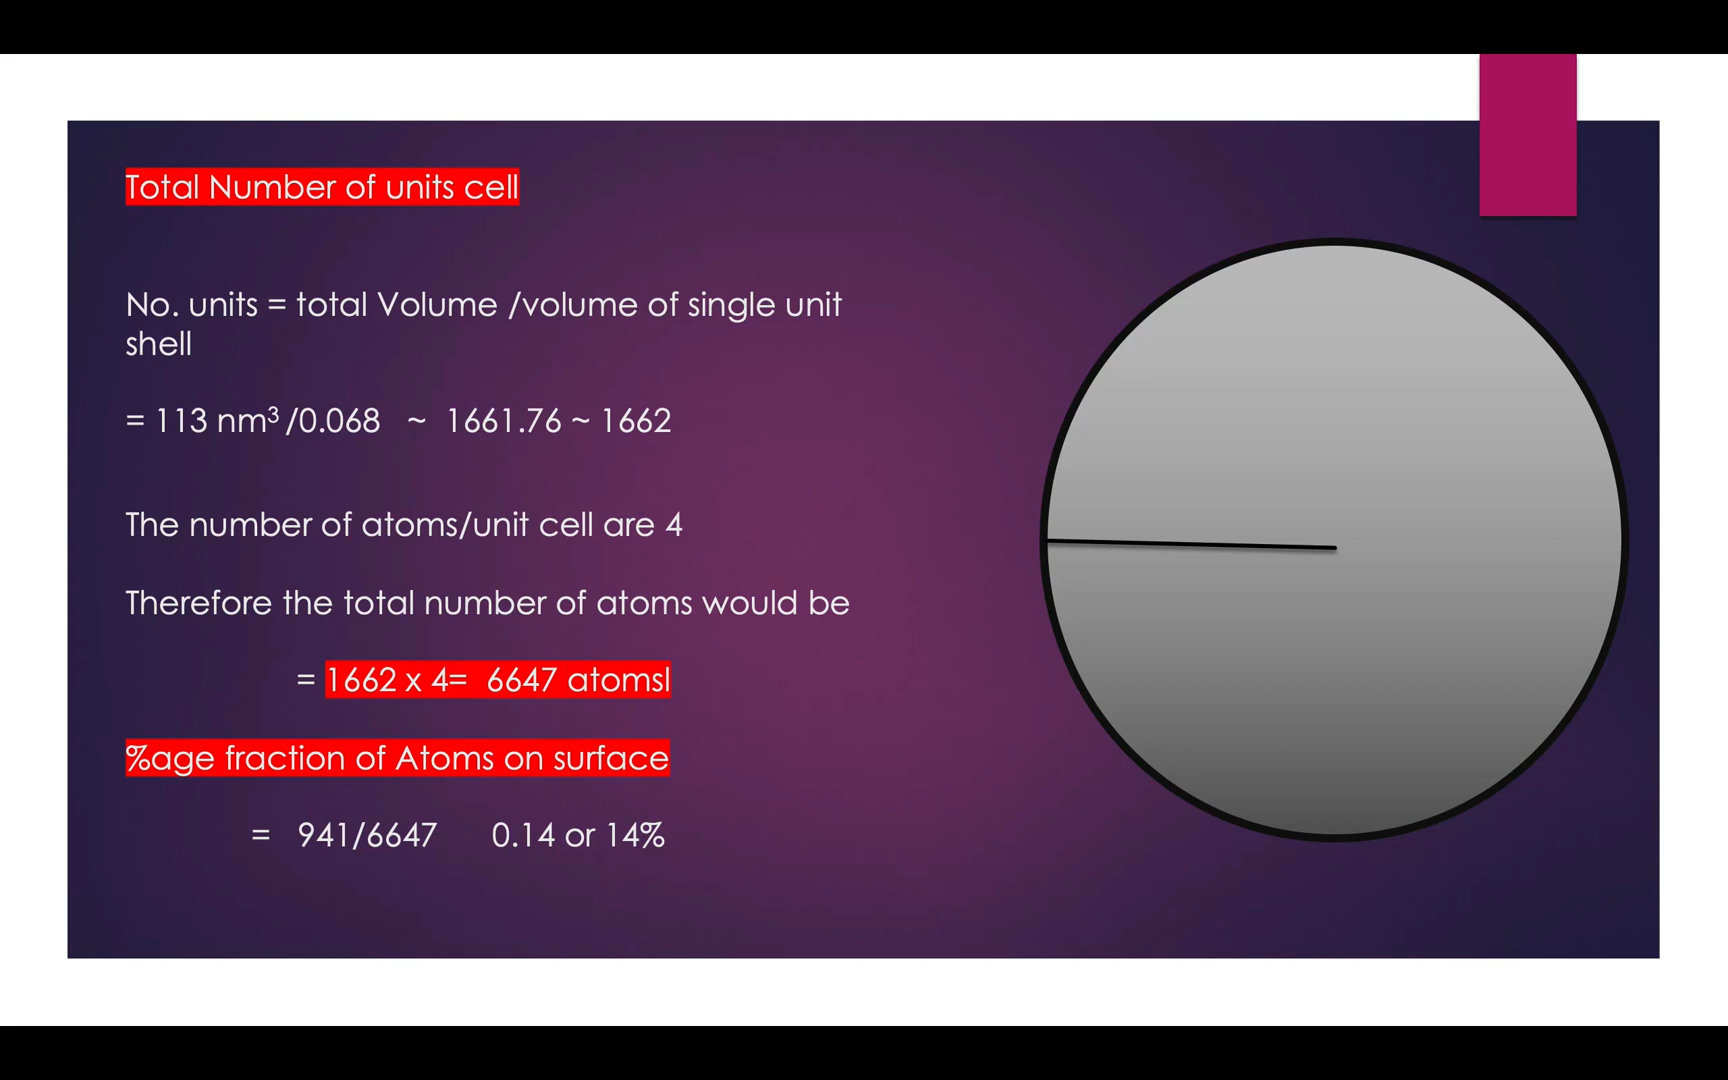 Total Number of units cell
No. units = total Volume /volume of single unit
shell
= 113 nm³ /0.068 ~ 1661.76 ~ 1662
The number of atoms/unit cell are 4
Therefore the total number of atoms would be
= 1662 x 4= 6647 atomsl
%age fraction of Atoms on surface
= 941/6647 0.14 or 14%